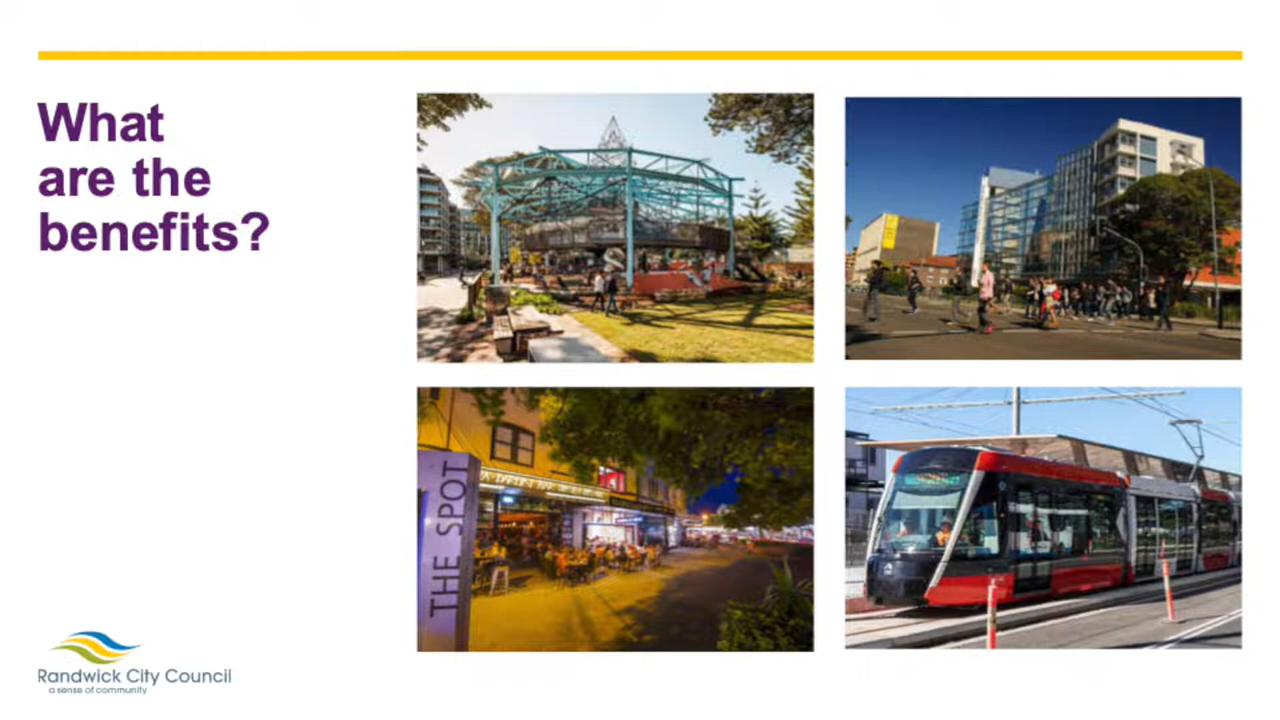 What
are the
benefits?
THE SPOT
Randwick City Council
a sense of community